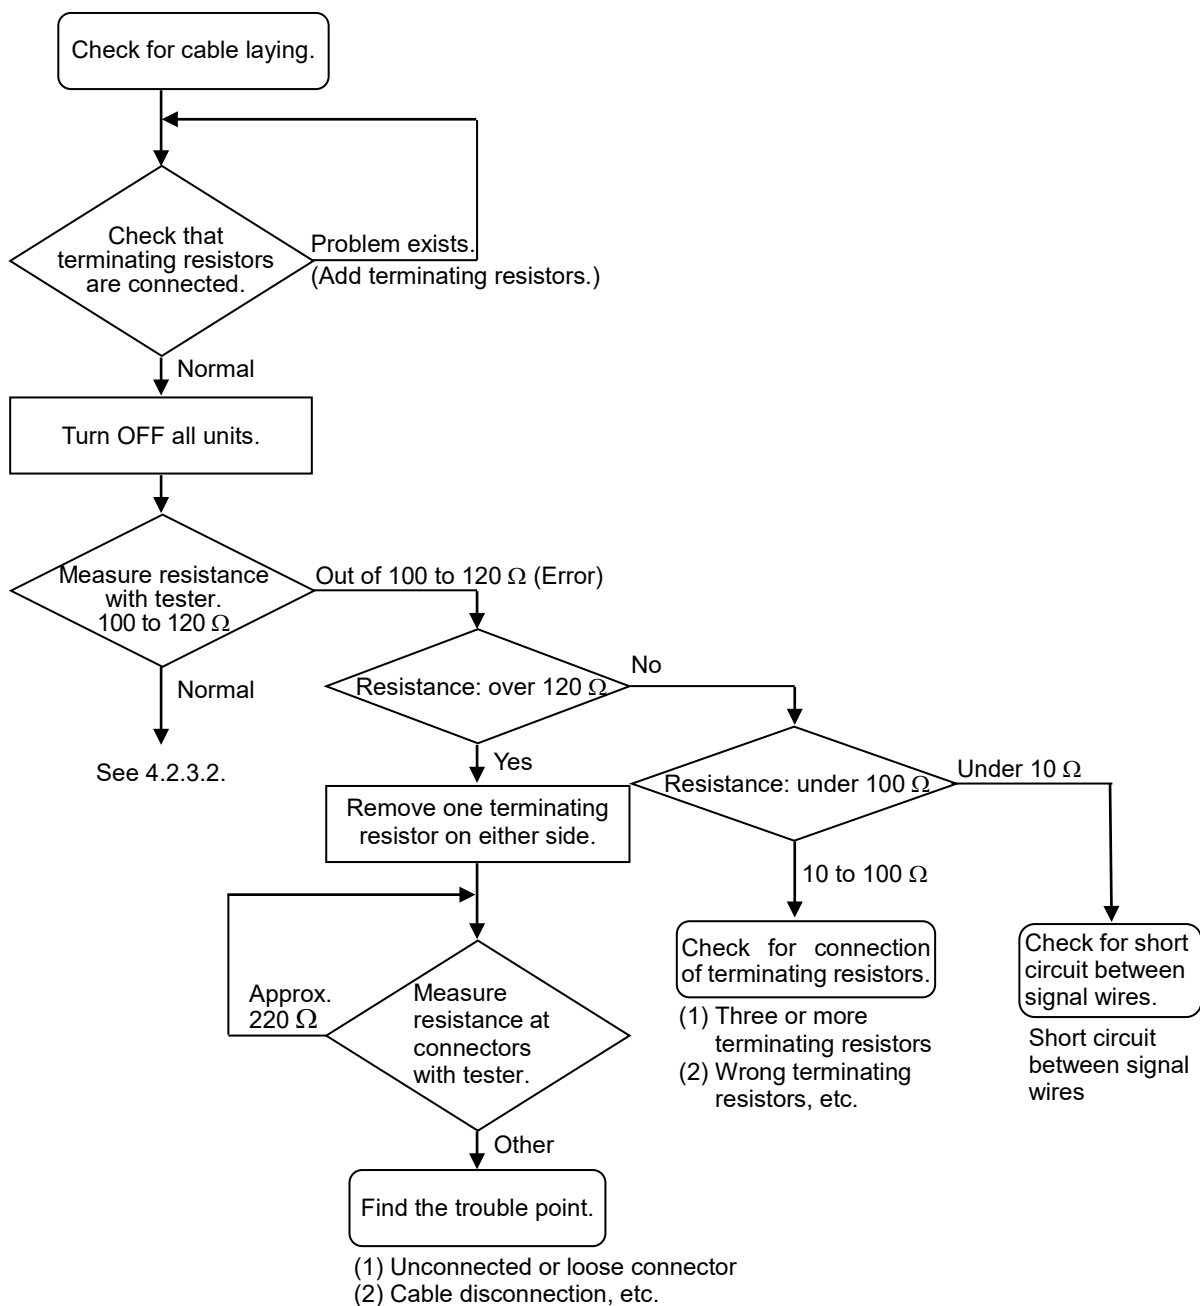 Check for cable laying.
Check that
terminating resistors
are connected.
Problem exists.
(Add terminating resistors.)
Normal
Turn OFF all units.
Measure resistance
with tester.
100 to 120 Ω
Out of 100 to 120 Ω (Error)
Normal
See 4.2.3.2.
Resistance: over 120 Ω
No
Yes
Resistance: under 100 Ω
Under 10 Ω
Remove one terminating
resistor on either side.
10 to 100 Ω
Check for connection
of terminating resistors.
(1) Three or more
terminating resistors
(2) Wrong terminating
resistors, etc.
Check for short
circuit between
signal wires.
Short circuit
between signal
wires
Approx.
220 Ω
Measure
resistance at
connectors
with tester.
Other
Find the trouble point.
(1) Unconnected or loose connector
(2) Cable disconnection, etc.